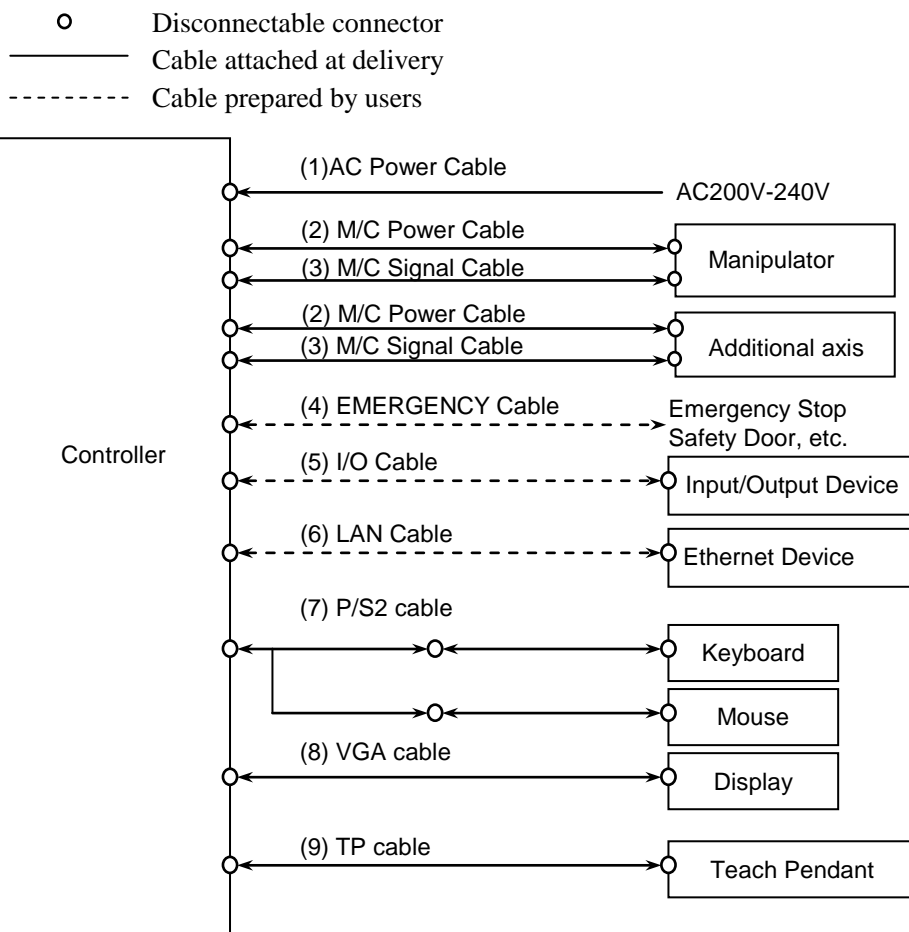 Disconnectable connector
Cable attached at delivery
Cable prepared by users
(1)AC Power Cable
AC200V-240V
(2) M/C Power Cable
(3) M/C Signal Cable
Manipulator
(2) M/C Power Cable
(3) M/C Signal Cable
Additional axis
(4) EMERGENCY Cable
Emergency Stop
Safety Door, etc.
Controller
(5) I/O Cable
Input/Output Device
(6) LAN Cable
Ethernet Device
(7) P/S2 cable
Keyboard
Mouse
(8) VGA cable
Display
(9) TP cable
Teach Pendant